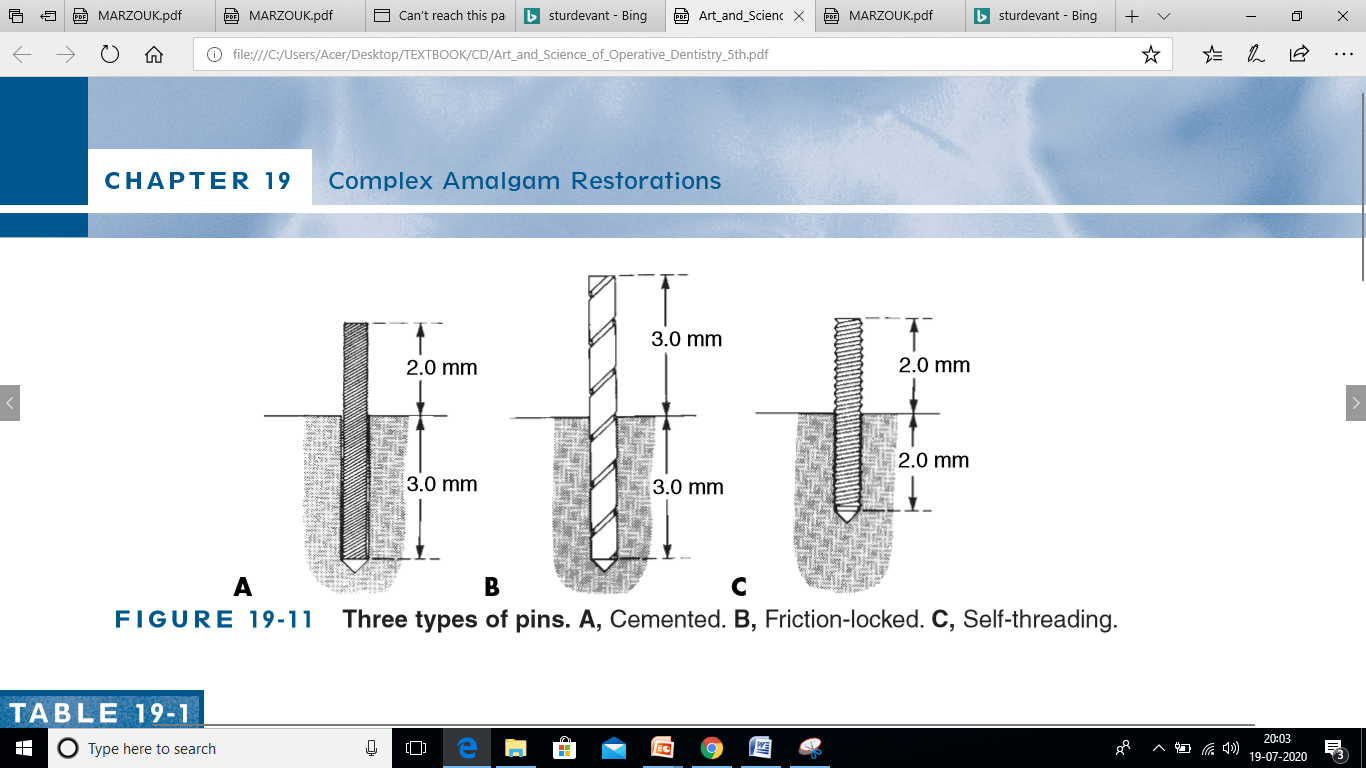 MARZOUK.pdf
MARZOUK.pdf
Can't reach this pa
sturdevant - Bing
Art_and_Scienc
MARZOUK.pdf
sturdevant - Bing
file:///C:/Users/Acer/Desktop/TEXTBOOK/CD/Art_and_Science_of_Operative_Dentistry_5th.pdf
CHAPTER 19 Complex Amalgam Restorations
2.0 mm
3.0 mm
A
3.0 mm
3.0 mm
B
2.0 mm
2.0 mm
C
FIGURE 19-11 Three types of pins. A, Cemented. B, Friction-locked. C, Self-threading.
TABLE 19-1
Type here to search
20:03
19-07-2020
3